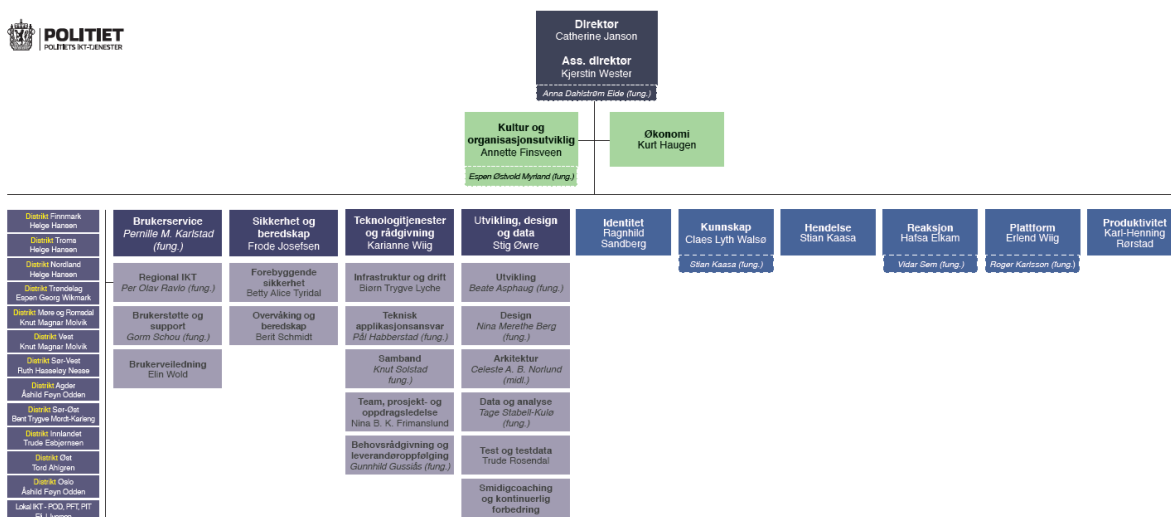 POLITIET
POLITIETS IKT-TJENESTER
Direktør
Catherine Janson
Ass. direktør
Kjerstin Wester
Anna Dahlstrøm Eide (fung.)
Kultur og
organisasjonsutviklig
Annette Finsveen
Espen Østvold Myrland (fung.)
Økonomi
Kurt Haugen
Distrikt Finnmark
Helge Hansen
Distrikt Troms
Helge Hansen
Distrikt Nordland
Helge Hansen
Distrikt Trøndelag
Espen Georg Wikmark
Distrikt Møre og Romsdal
Knut Magnar Molvik
Distrikt Vest
Knut Magnar Molvik
Distrikt Sør-Vest
Ruth Hasseløy Nesse
Distrikt Agder
Åshild Føyn Odden
Distrikt Sør-Øst
Bent Trygve Mordt-Karleng
Distrikt Innlandet
Trude Esbjørnsen
Distrikt Øst
Tord Ahlgren
Distrikt Oslo
Åshild Føyn Odden
Lokal IKT - POD, PFT, PIT
Brukerservice
Pernille M. Karlstad
(fung.)
Regional IKT
Per Olav Ravlo (fung.)
Brukerstøtte og
support
Gorm Schou (fung.)
Brukerveiledning
Elin Wold
Sikkerhet og
beredskap
Frode Josefsen
Forebyggende
sikkerhet
Betty Alice Tyridal
Overvåking og
beredskap
Berit Schmidt
Teknologitjenester
og rådgivning
Karianne Wiig
Infrastruktur og drift
Bjørn Trygve Lyche
Teknisk
applikasjonsansvar
Pål Habberstad (fung.)
Samband
Knut Solstad
fung.)
Team, prosjekt- og
oppdragsledelse
Nina B. K. Frimanslund
Behovsrådgivning og
leverandøroppfølging
Gunnhild Gussiås (fung.)
Utvikling, design
og data
Stig Øwre
Utvikling
Beate Asphaug (fung.)
Design
Nina Merethe Berg
(fung.)
Arkitektur
Celeste A. B. Norlund
(midl.)
Data og analyse
Tage Stabell-Kulø
(fung.)
Test og testdata
Trude Rosendal
Smidigcoaching
og kontinuerlig
forbedring
Identitet
Ragnhild
Sandberg
Kunnskap
Claes Lyth Walsø
Stian Kaasa (fung.)
Hendelse
Stian Kaasa
Reaksjon
Hafsa Elkam
Vidar Sem (fung.)
Plattform
Erlend Wiig
Roger Karlsson (fung.)
Produktivitet
Karl-Henning
Rørstad